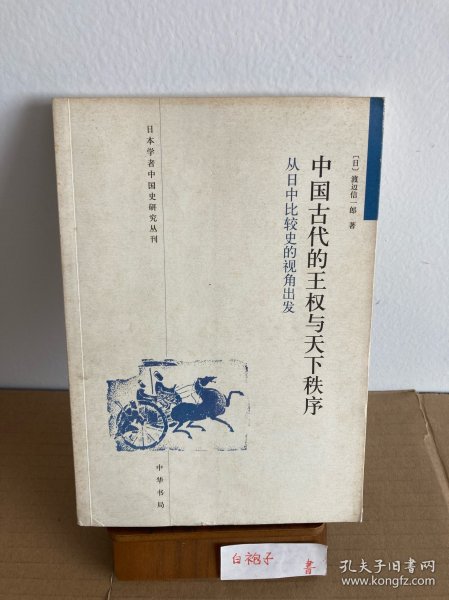 〔日〕渡边信一郎 著
中国古代的王权与天下秩序
从日中比较史的视角出发
日本学者中国史研究丛刊
中华书局
白袍子 书
孔夫子旧书网
www.kongfz.com